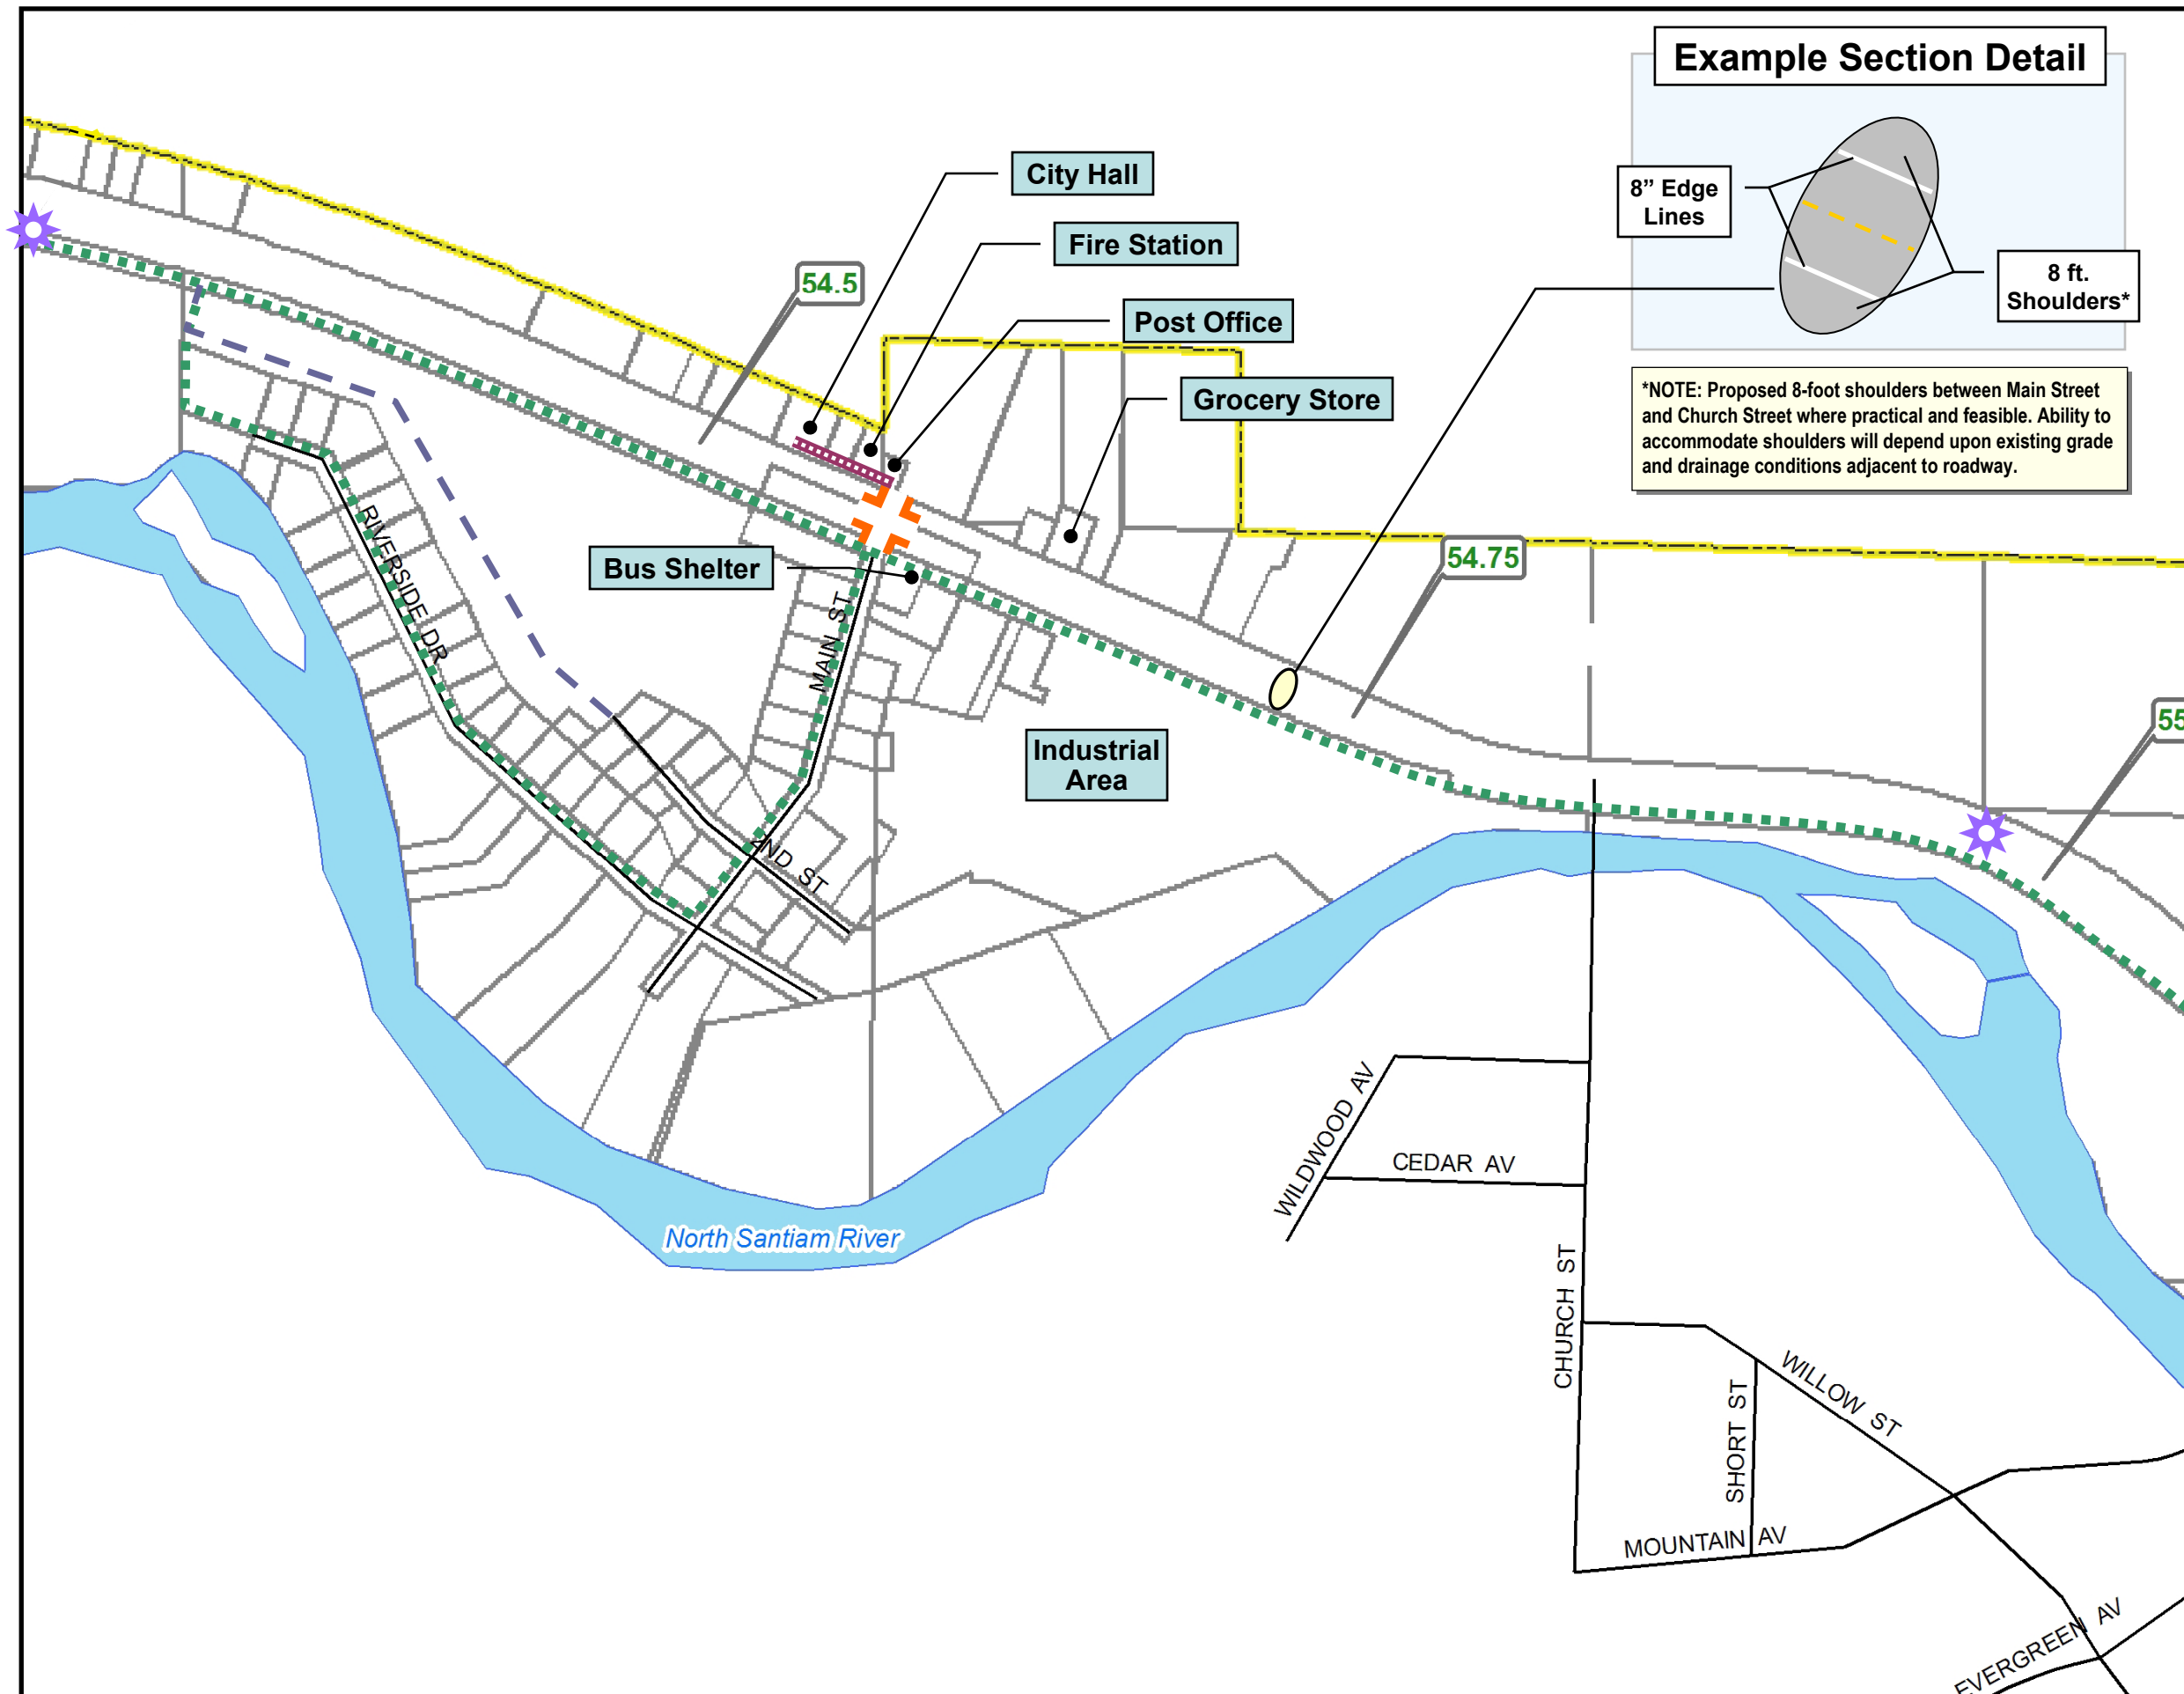 Example Section Detail
8” Edge
Lines
8 ft.
Shoulders*
*NOTE: Proposed 8-foot shoulders between Main Street
and Church Street where practical and feasible. Ability to
accommodate shoulders will depend upon existing grade
and drainage conditions adjacent to roadway.
City Hall
Fire Station
54.5
Post Office
Grocery Store
Bus Shelter
54.75
RIVERSIDE DR
MAIN ST
55
Industrial
Area
2ND ST
WILDWOOD AV
CEDAR AV
North Santiam River
CHURCH ST
WILLOW ST
SHORT ST
MOUNTAIN AV
EVERGREEN AV